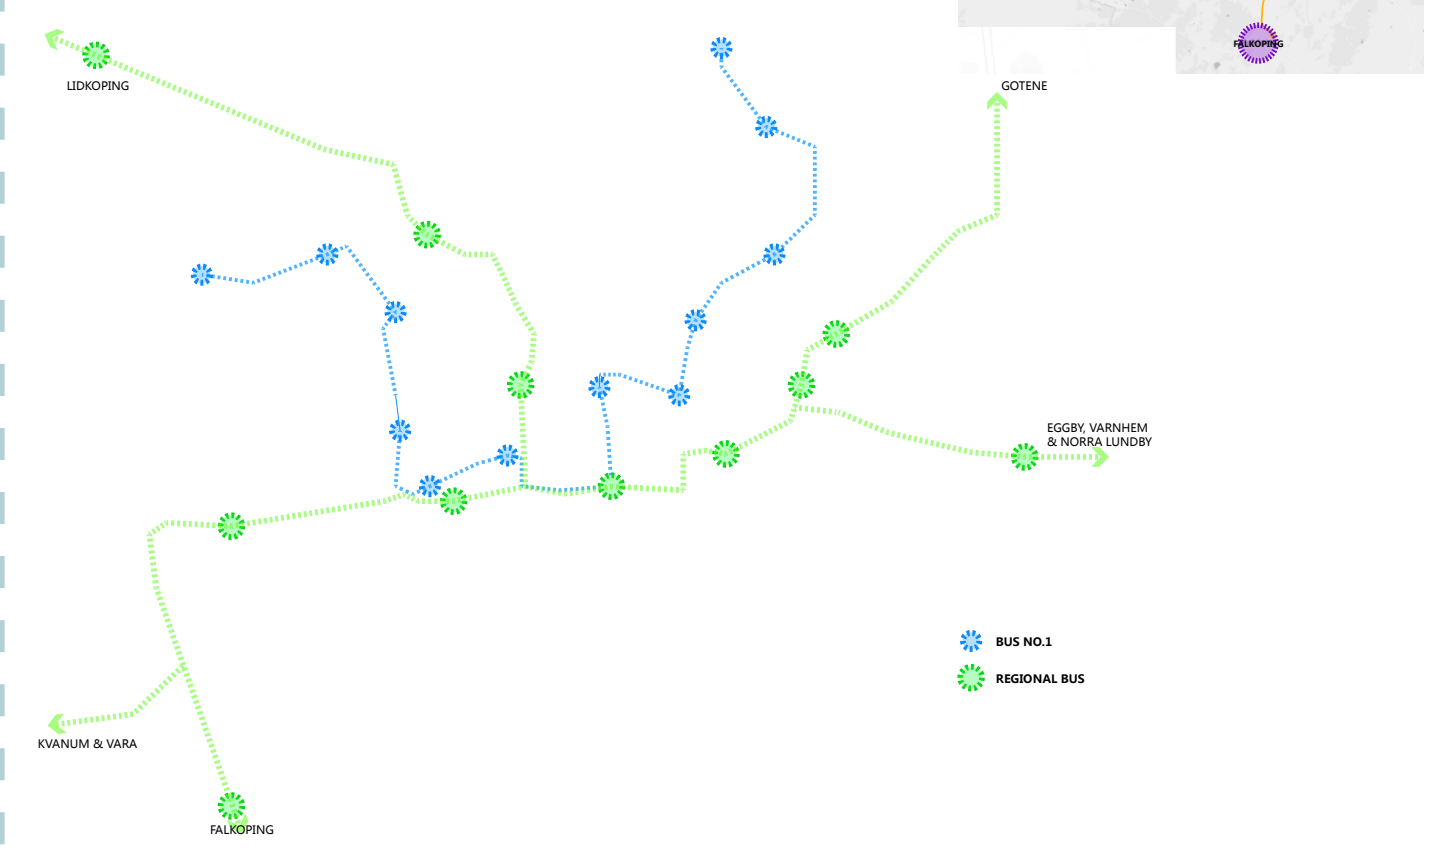 FALKOPING
LIDKOPING
GOTENE
EGGBY, VARNHEM
& NORRA LUNDBY
BUS NO.1
REGIONAL BUS
KVANUM & VARA
FALKOPING